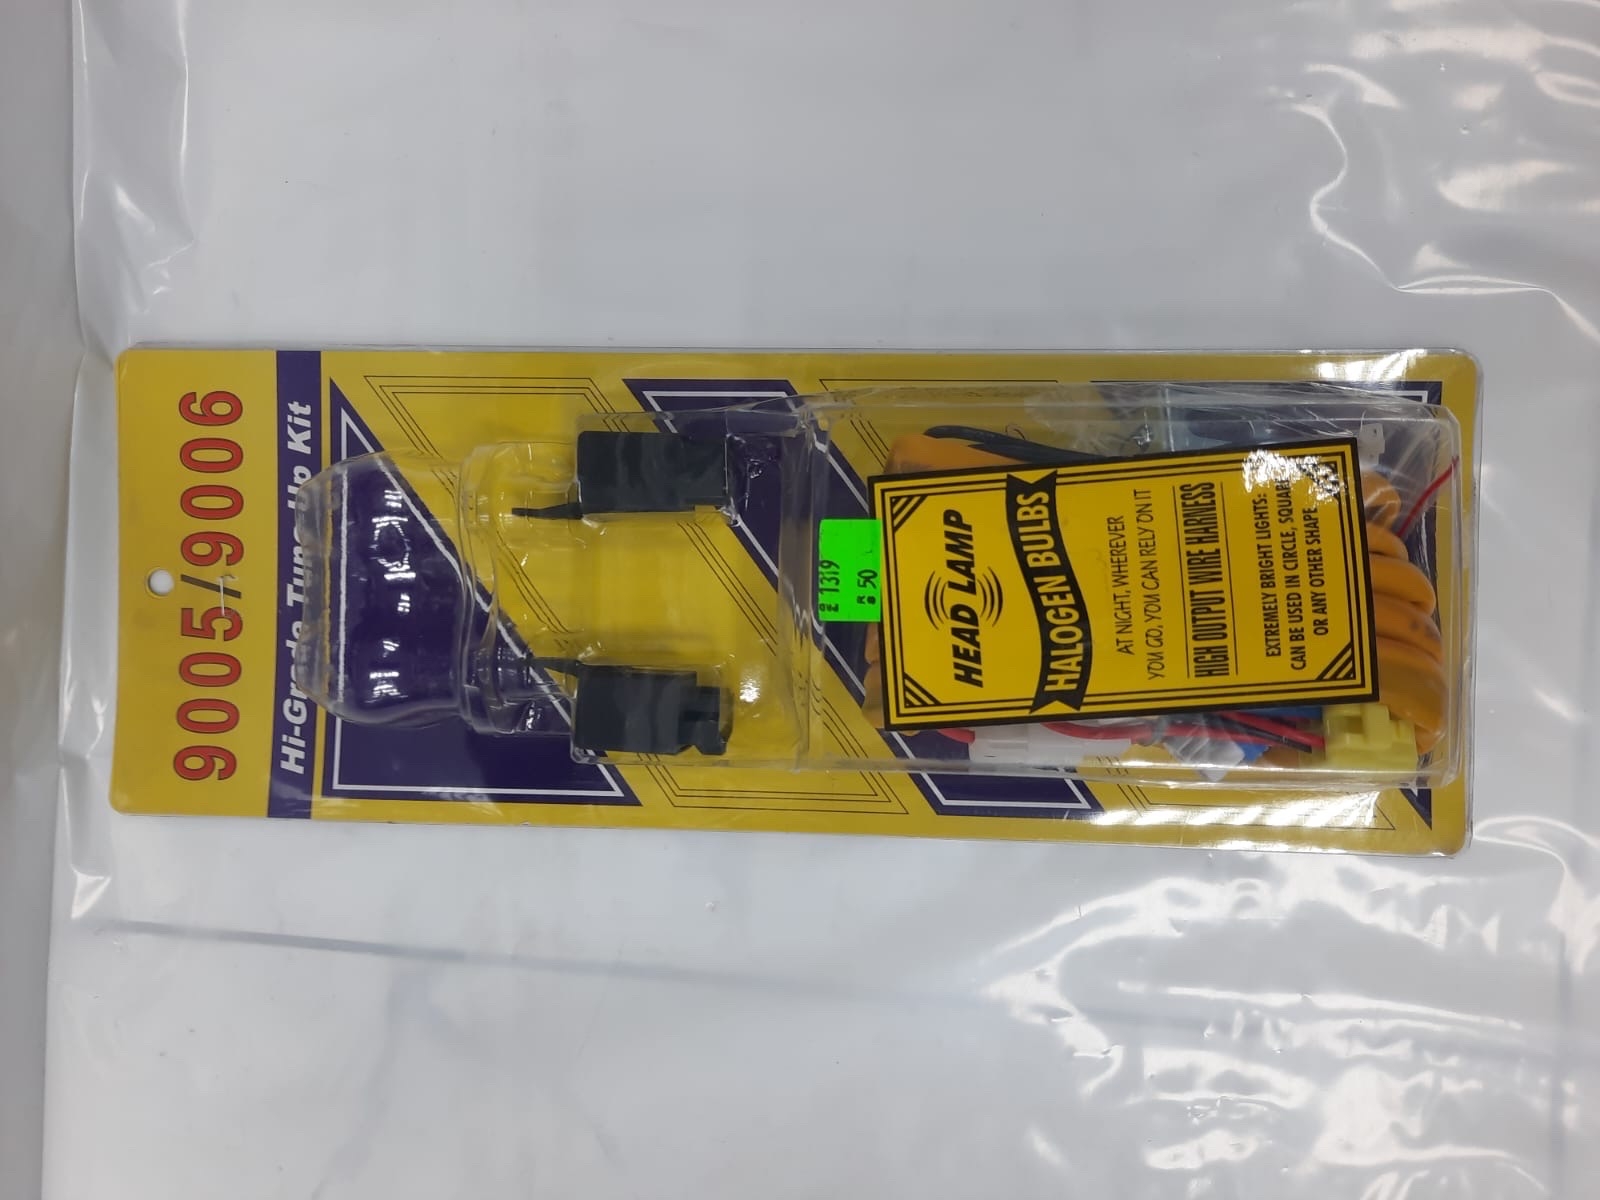 9005/9006
Hi-Grade Tune-Up Kit
1319
50
HEAD LAMP
HALOGEN BULBS
AT NIGHT, WHEREVER
YOU GO, YOU CAN RELY ON IT
HIGH OUTPUT WIRE HARNESS
EXTREMELY BRIGHT LIGHTS:
CAN BE USED IN CIRCLE, SQUARE
OR ANY OTHER SHAPE